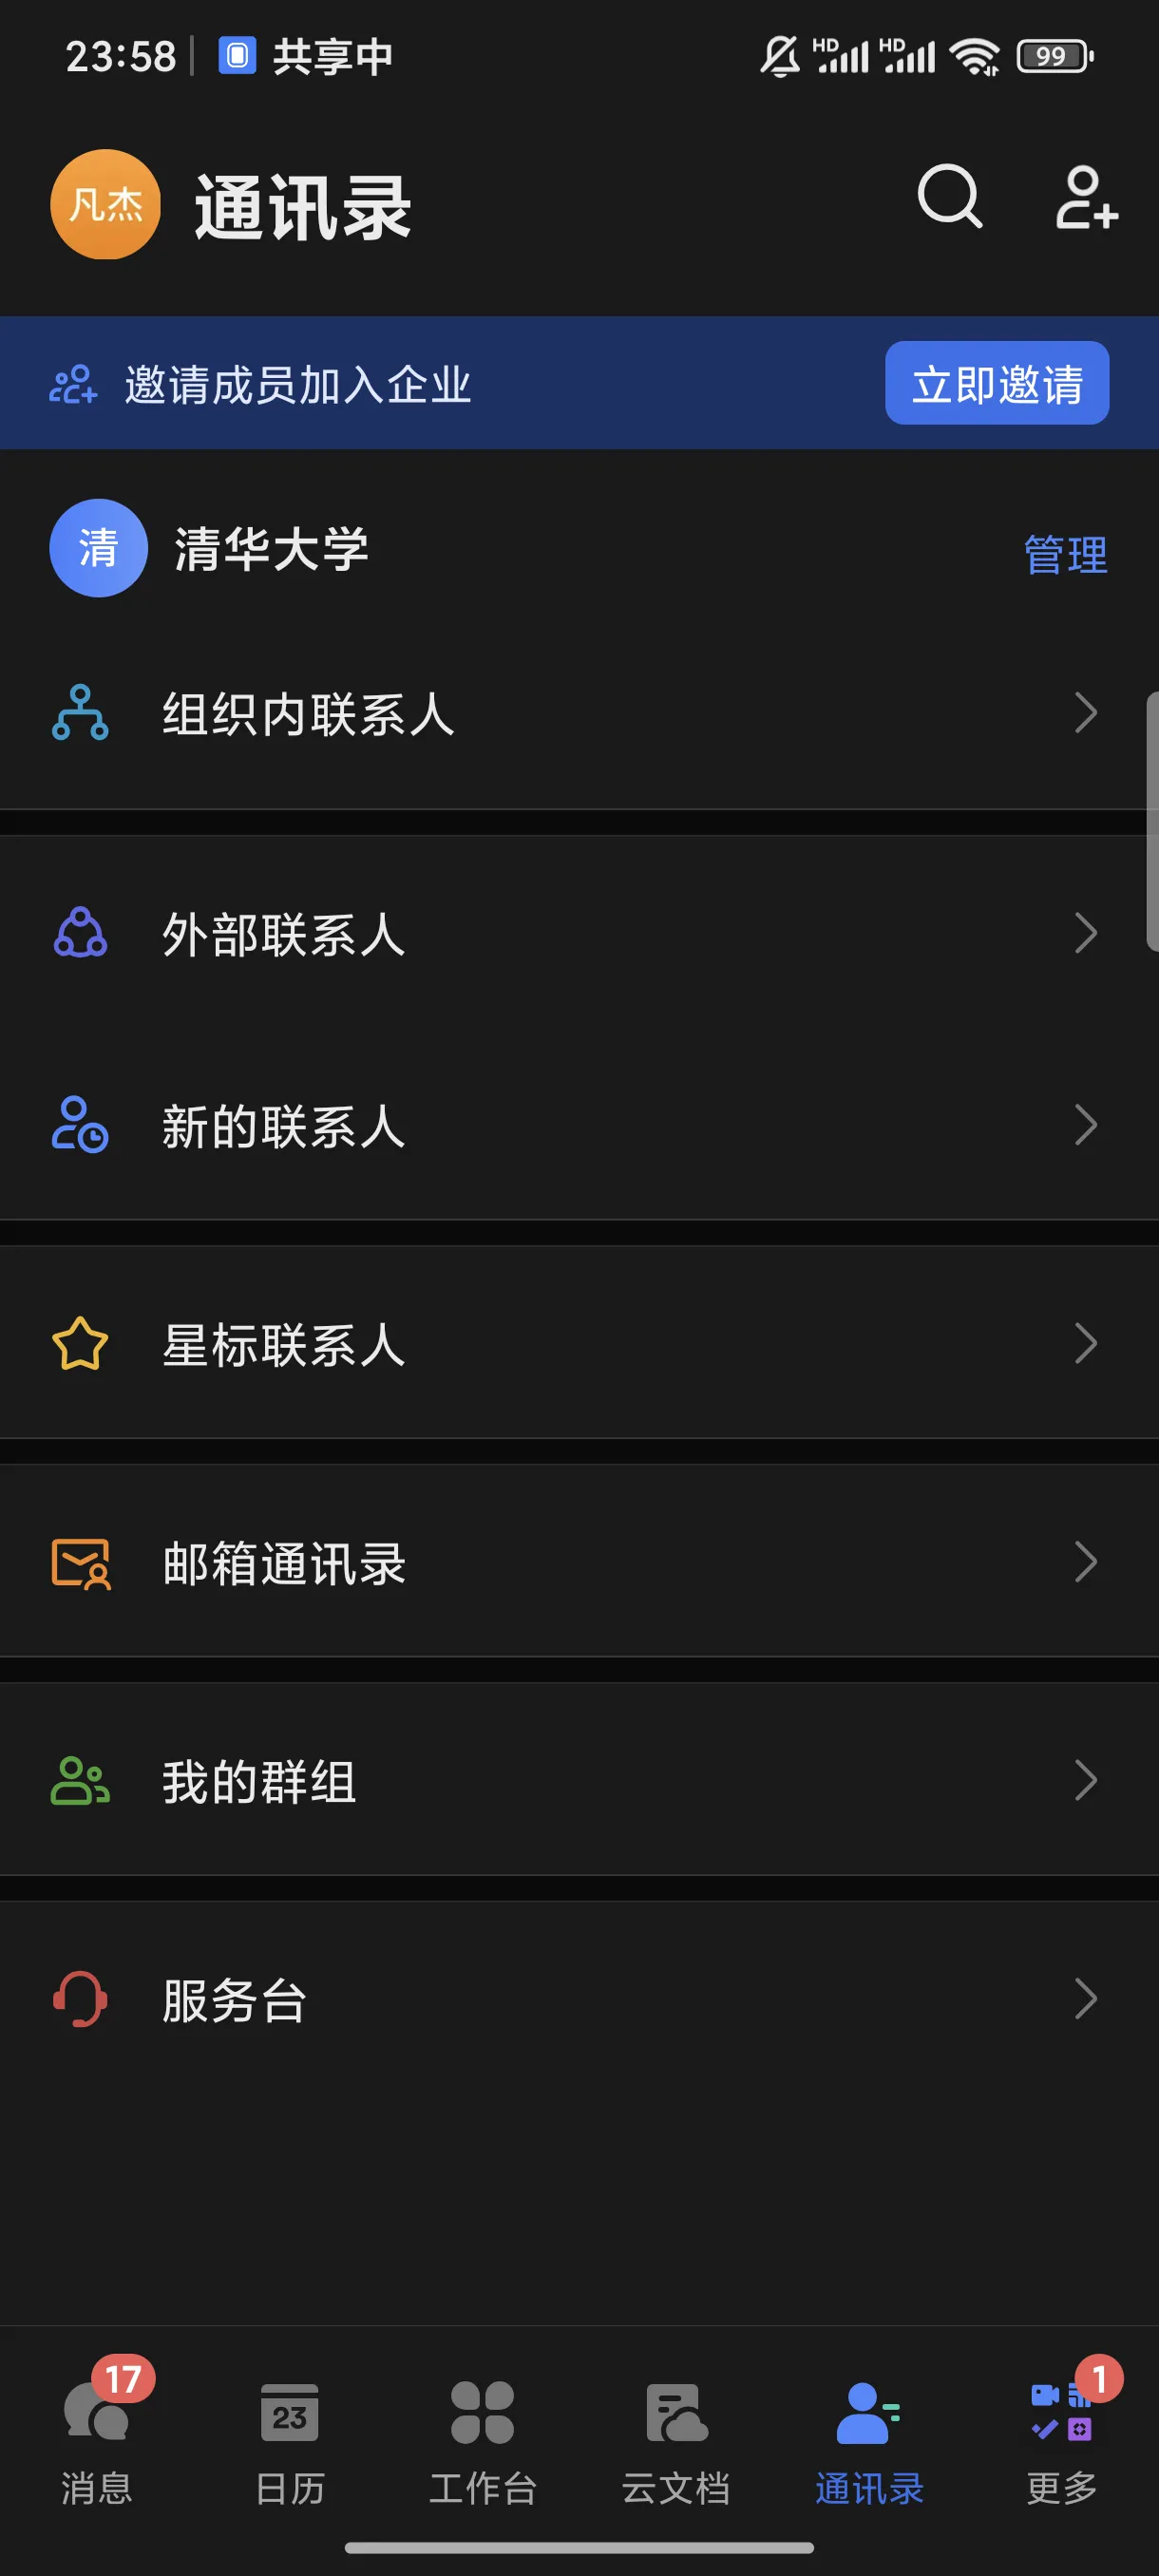 23:58 共享中 HD HD 99
凡杰 通讯录
邀请成员加入企业 立即邀请
清 清华大学 管理
组织内联系人
外部联系人
新的联系人
星标联系人
邮箱通讯录
我的群组
服务台
17 23 1
消息 日历 工作台 云文档 通讯录 更多